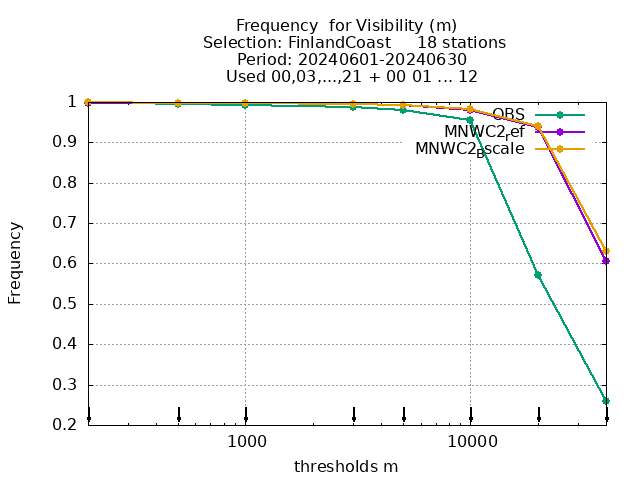 Frequency  for Visibility (m)
Selection: FinlandCoast     18 stations
Period: 20240601-20240630
Used 00,03,...,21 + 00 01 ... 12
OBS
MNWC2ref
MNWC2Bscale
1
0.9
0.8
0.7
0.6
0.5
0.4
0.3
0.2
Frequency
1000
10000
thresholds m